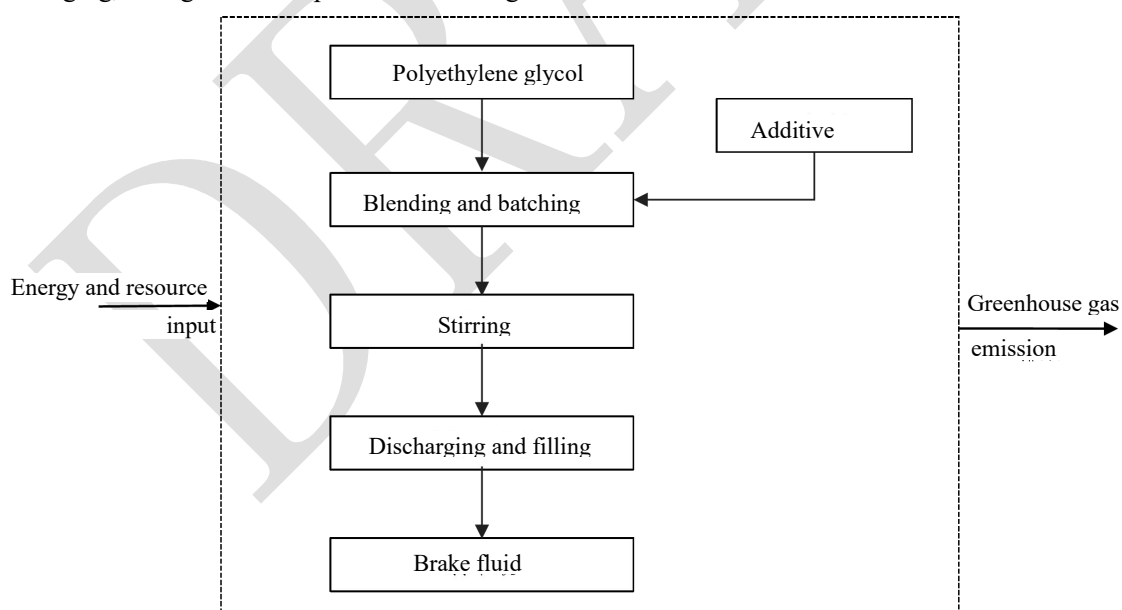 Polyethylene glycol
Additive
Blending and batching
Energy and resource
input
Stirring
Greenhouse gas
emission
Discharging and filling
Brake fluid